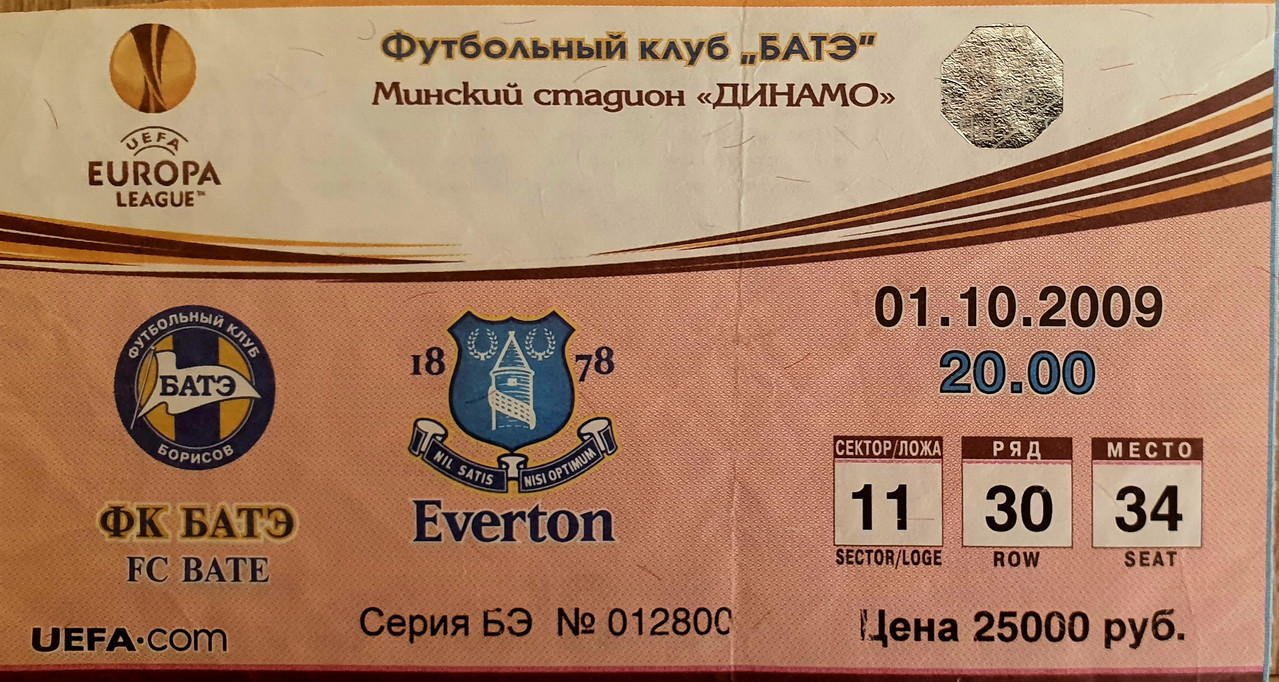 Футбольный клуб „БАТЭ"
Минский стадион «ДИНАМО»
UEFA
EUROPA
LEAGUE™
01.10.2009
20.00
ФУТБОЛЬНЫЙ КЛУБ
БАТЭ
БОРИСОВ
18 78
NIL SATIS NISI OPTIMUM
ФК БАТЭ
FC BATE
Everton
СЕКТОР/ЛОЖА РЯД МЕСТО
11 30 34
SECTOR/LOGE ROW SEAT
UEFA·com
Серия БЭ № 012800
Цена 25000 руб.